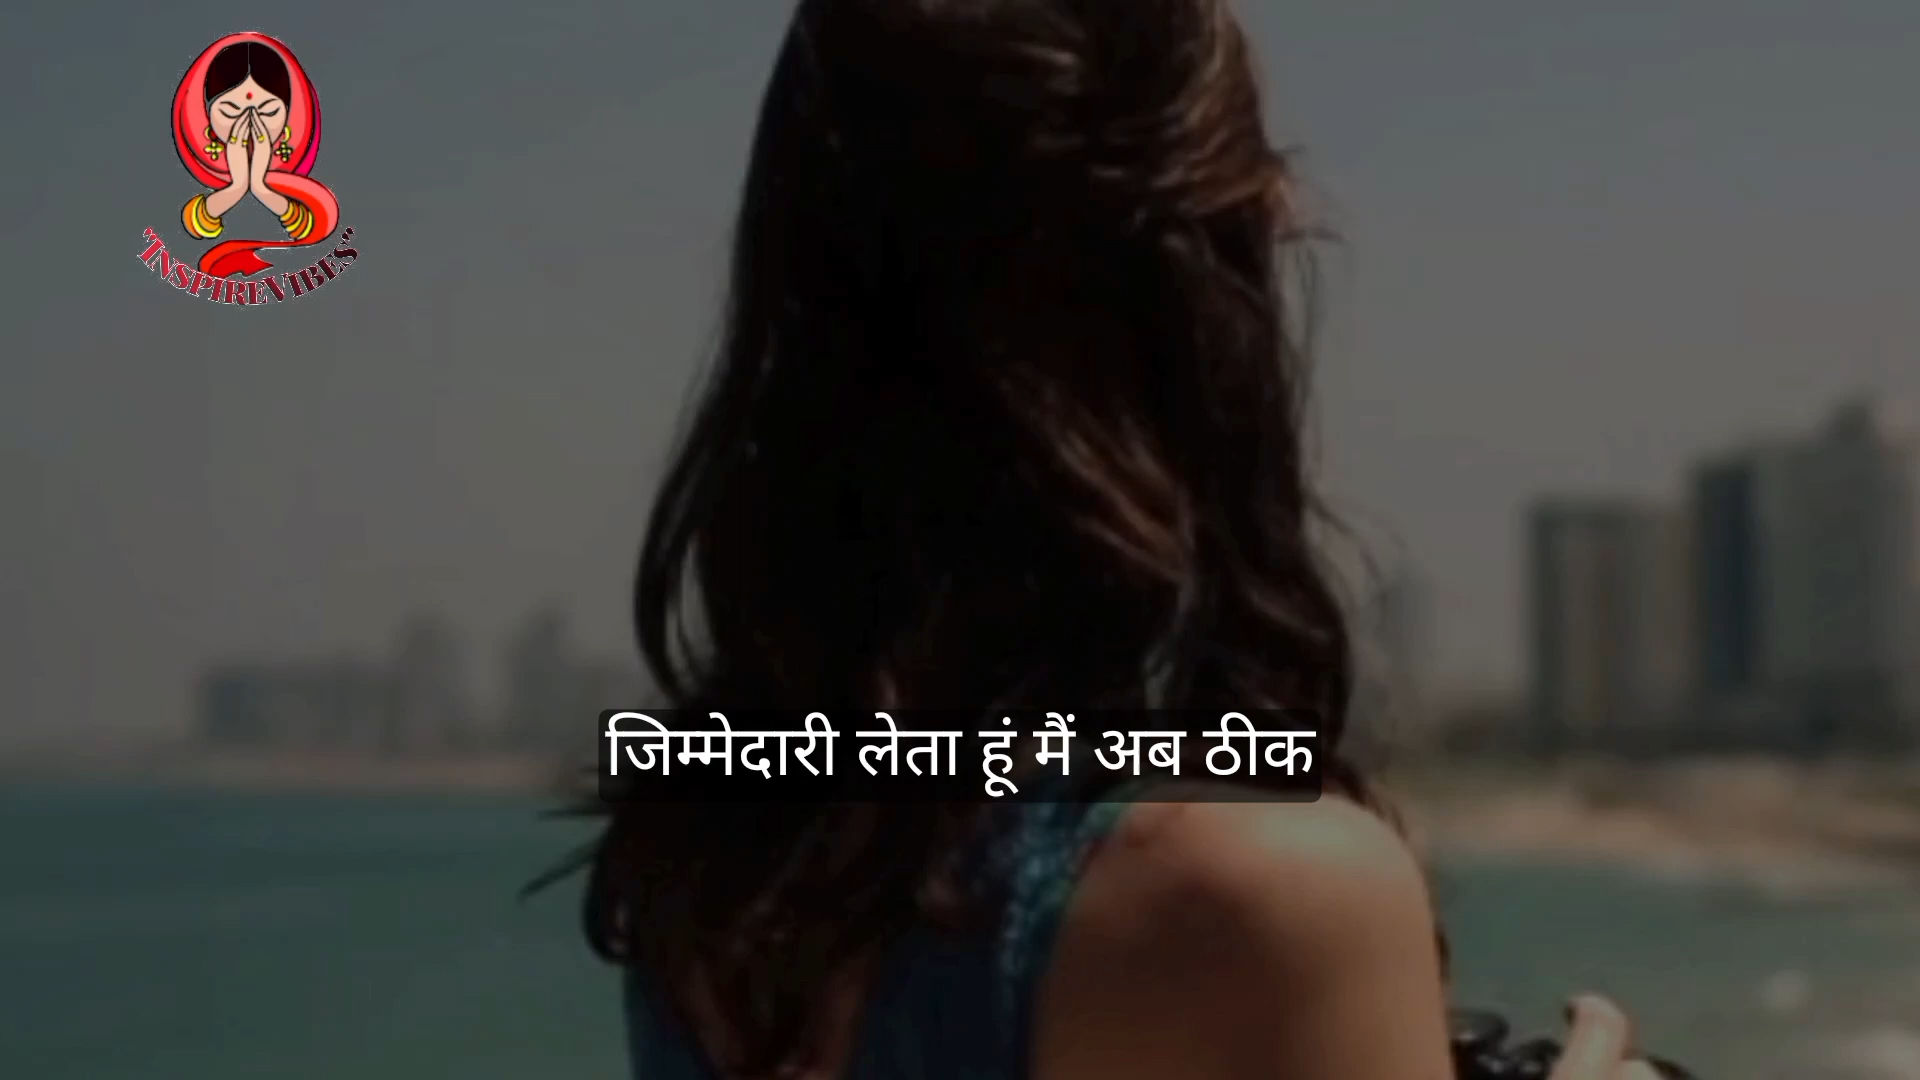 "INSPIREVIBES"
जिम्मेदारी लेता हूं मैं अब ठीक